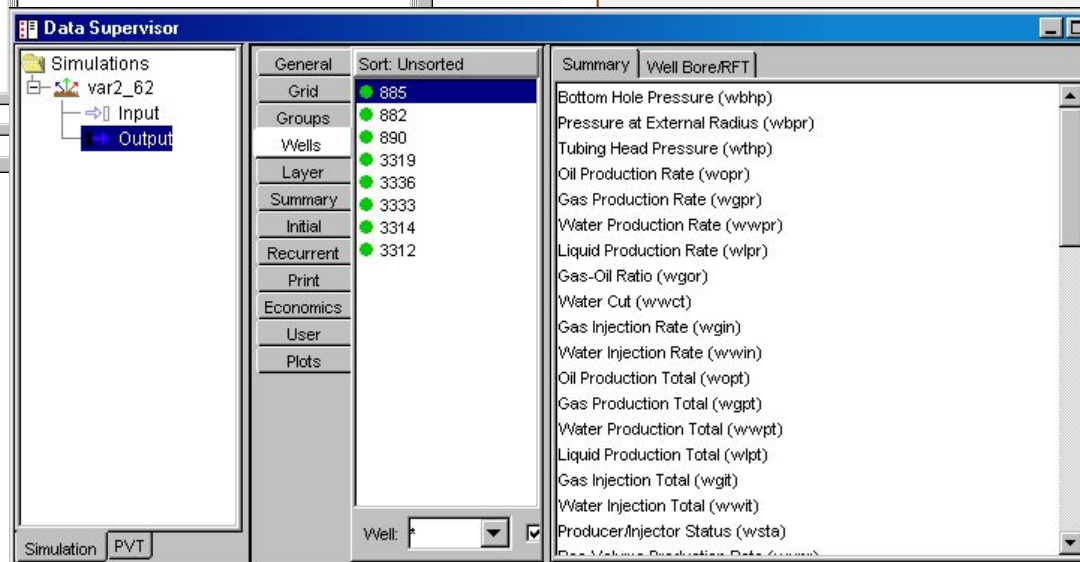 Data Supervisor
Simulations
var2_62
Input
Output
Simulation
PVT
General
Grid
Groups
Wells
Layer
Summary
Initial
Recurrent
Print
Economics
User
Plots
Sort: Unsorted
885
882
890
3319
3336
3333
3314
3312
Well: *
Summary
Well Bore/RFT
Bottom Hole Pressure (wbhp)
Pressure at External Radius (wbpr)
Tubing Head Pressure (wthp)
Oil Production Rate (wopr)
Gas Production Rate (wgpr)
Water Production Rate (wwpr)
Liquid Production Rate (wlpr)
Gas-Oil Ratio (wgor)
Water Cut (wwct)
Gas Injection Rate (wgin)
Water Injection Rate (wwin)
Oil Production Total (wopt)
Gas Production Total (wgpt)
Water Production Total (wwpt)
Liquid Production Total (wlpt)
Gas Injection Total (wgit)
Water Injection Total (wwit)
Producer/Injector Status (wsta)
Volume Production Rate